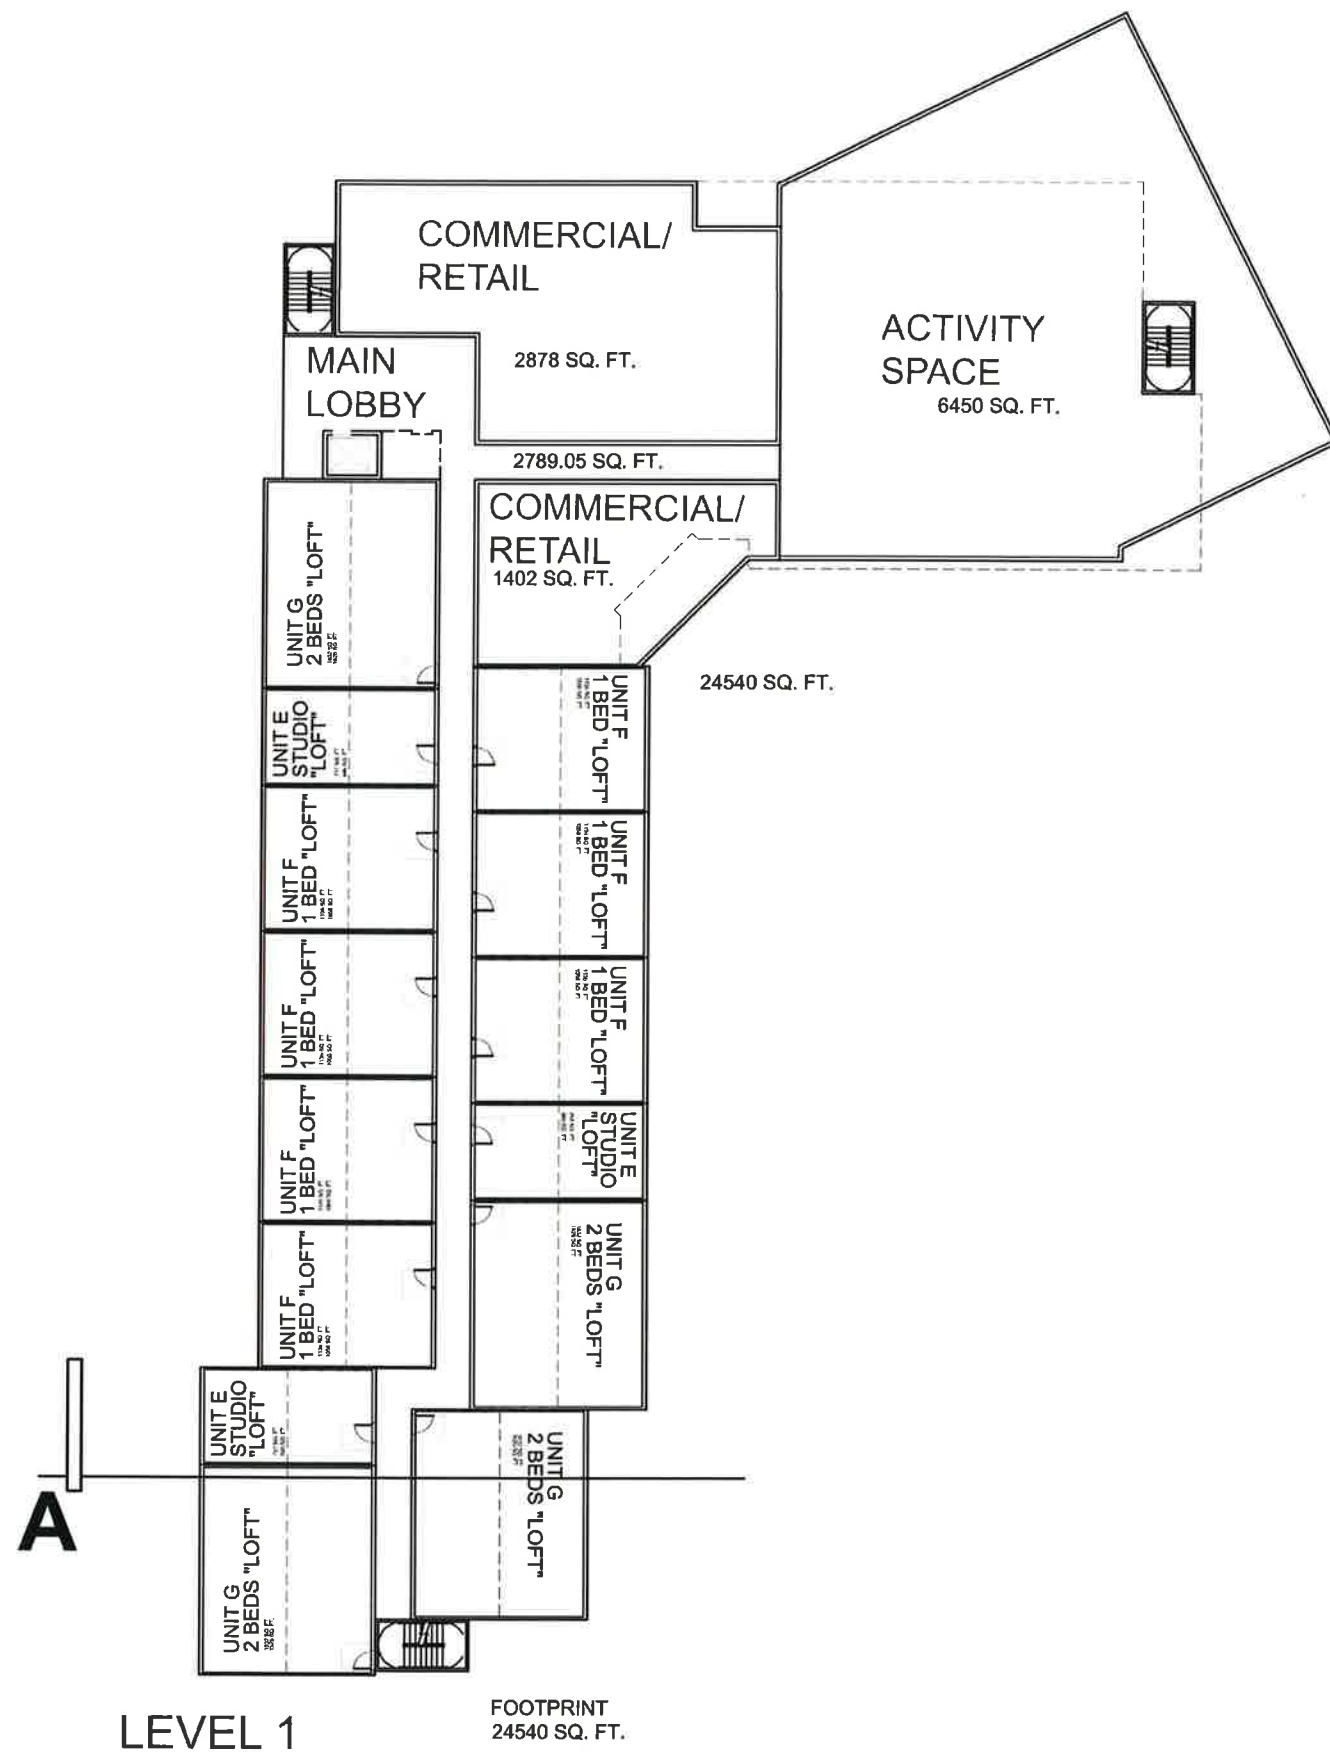 COMMERCIAL/
RETAIL
2878 SQ. FT.
ACTIVITY
SPACE
6450 SQ. FT.
MAIN
LOBBY
2789.05 SQ. FT.
COMMERCIAL/
RETAIL
1402 SQ. FT.
24540 SQ. FT.
UNIT G
2 BEDS "LOFT"
UNIT E
STUDIO
"LOFT"
UNIT F
1 BED "LOFT"
UNIT F
1 BED "LOFT"
UNIT F
1 BED "LOFT"
UNIT F
1 BED "LOFT"
UNIT E
STUDIO
"LOFT"
UNIT G
2 BEDS "LOFT"
UNIT F
1 BED "LOFT"
UNIT F
1 BED "LOFT"
UNIT F
1 BED "LOFT"
UNIT E
STUDIO
"LOFT"
UNIT G
2 BEDS "LOFT"
UNIT G
2 BEDS "LOFT"
A
LEVEL 1
FOOTPRINT
24540 SQ. FT.